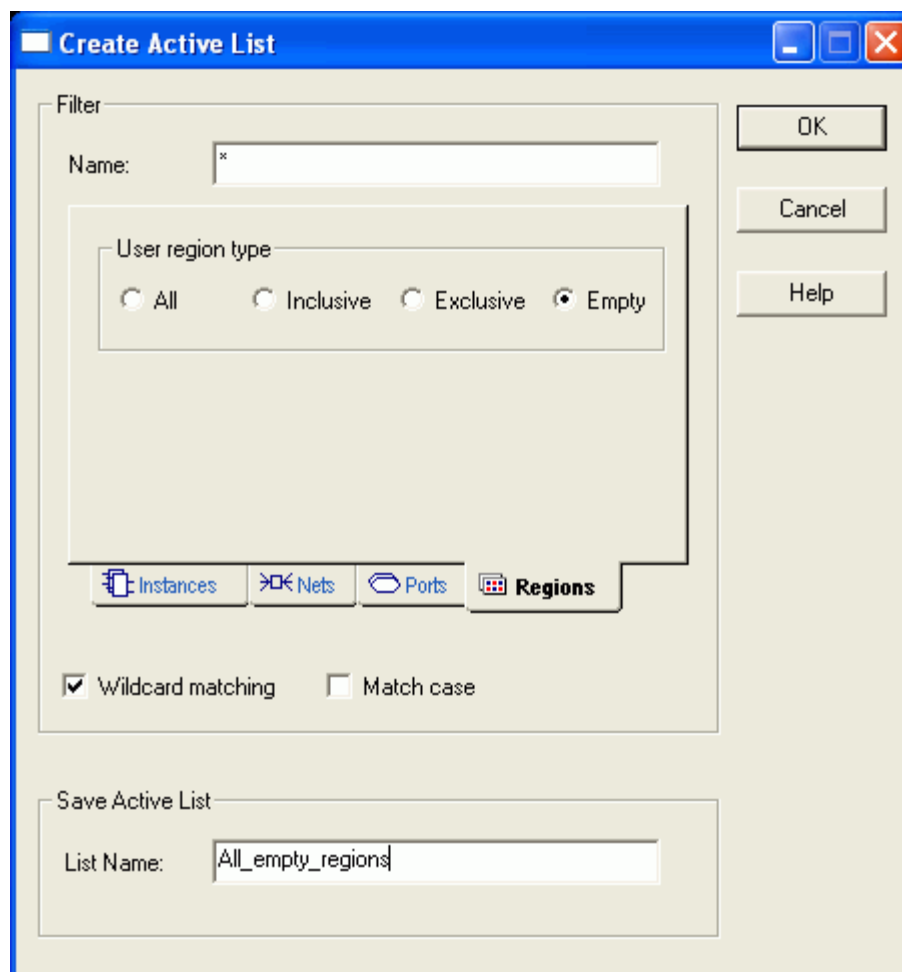 Create Active List
Filter
OK
Name: *
Cancel
User region type
All Inclusive Exclusive Empty
Help
Instances Nets Ports Regions
Wildcard matching Match case
Save Active List
List Name: All_empty_regions